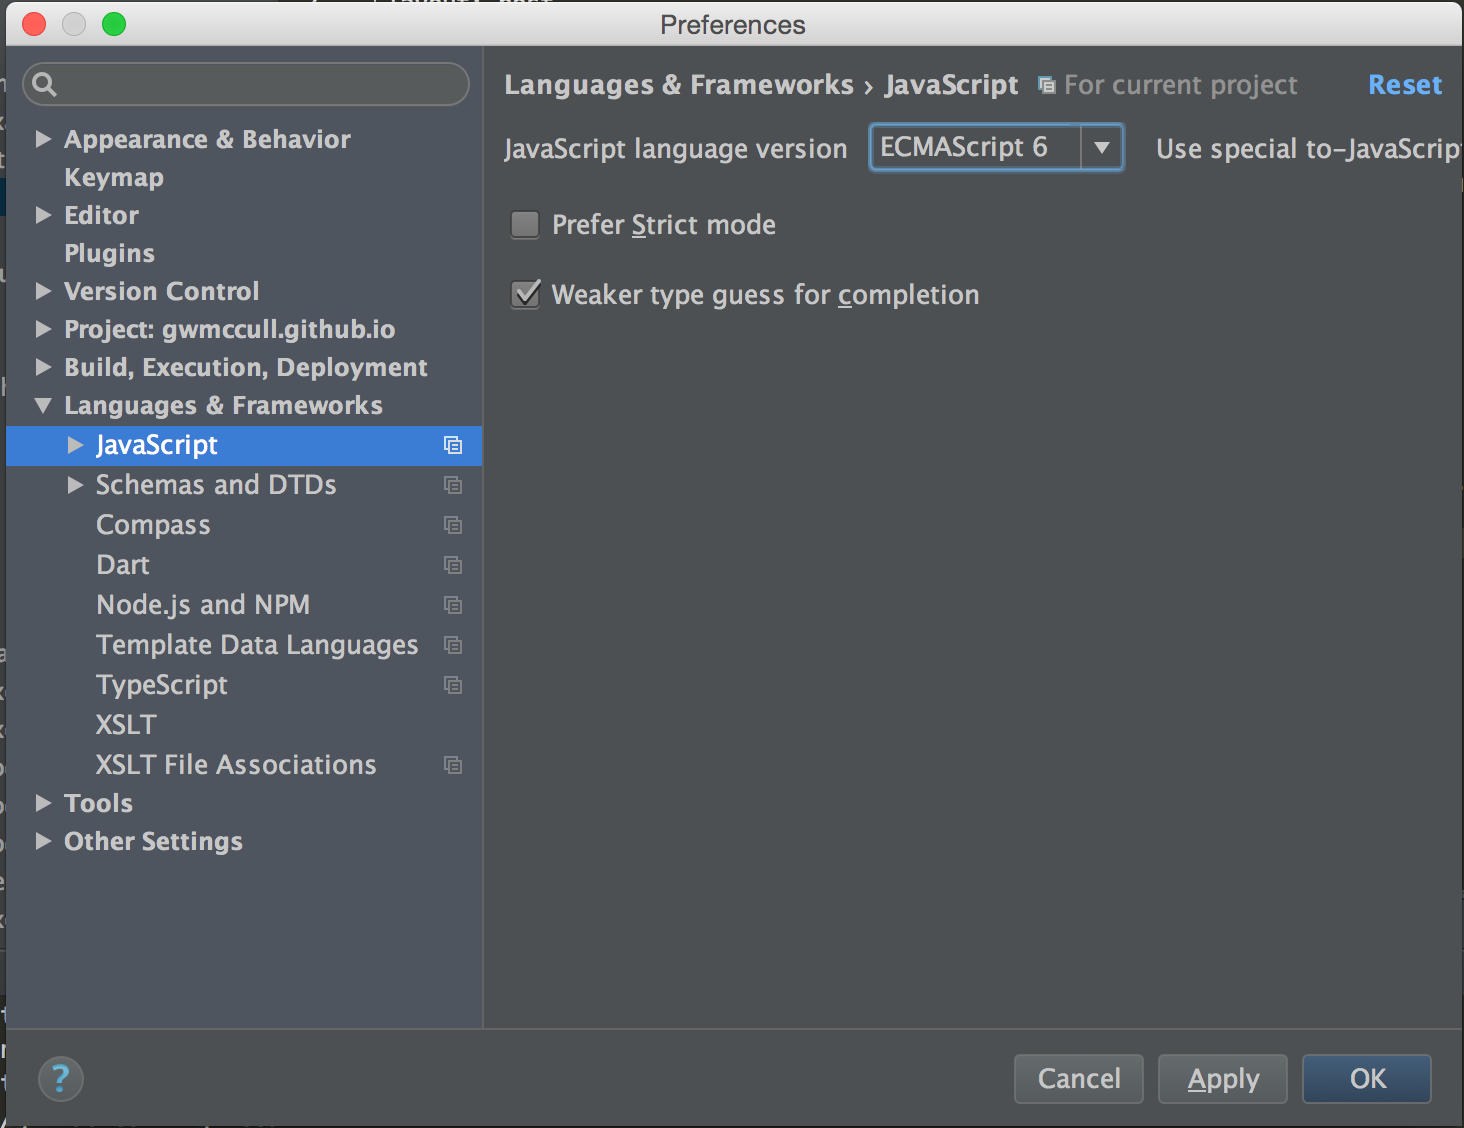 Preferences
Languages & Frameworks › JavaScript For current project Reset
JavaScript language version ECMAScript 6 Use special to-JavaScrip
Prefer Strict mode
Weaker type guess for completion
Appearance & Behavior
Keymap
Editor
Plugins
Version Control
Project: gwmccull.github.io
Build, Execution, Deployment
Languages & Frameworks
JavaScript
Schemas and DTDs
Compass
Dart
Node.js and NPM
Template Data Languages
TypeScript
XSLT
XSLT File Associations
Tools
Other Settings
?
Cancel Apply OK